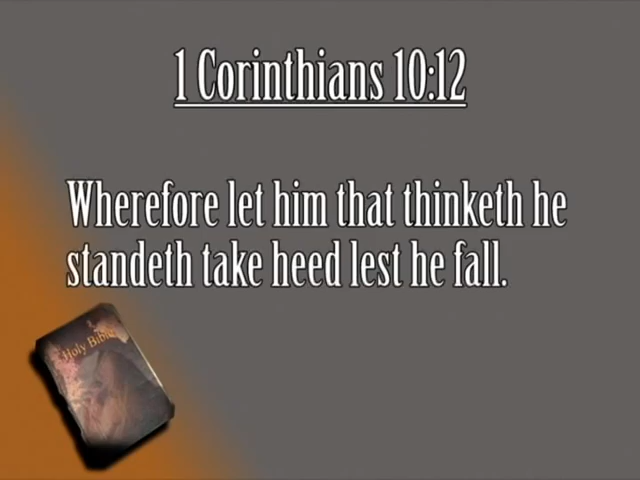 1 Corinthians 10:12
Wherefore let him that thinketh he
standeth take heed lest he fall.
Holy Bible